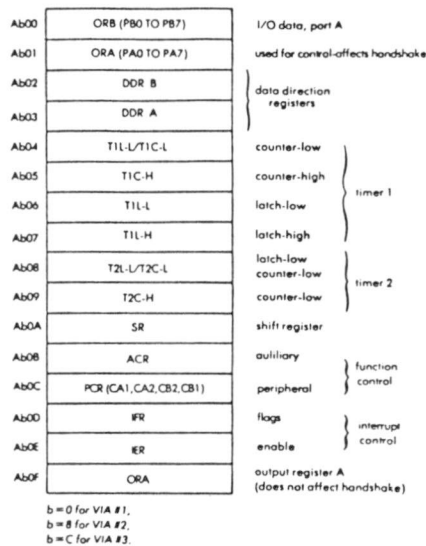 Ab00 ORB (PB0 TO PB7) I/O data, port A
Ab01 ORA (PA0 TO PA7) used for control-affects handshake
Ab02 DDR B
data direction
registers
Ab03 DDR A
Ab04 T1L-L/T1C-L counter-low
Ab05 T1C-H counter-high
timer 1
Ab06 T1L-L latch-low
Ab07 T1L-H latch-high
Ab08 T2L-L/T2C-L latch-low
counter-low
timer 2
Ab09 T2C-H counter-low
Ab0A SR shift register
Ab0B ACR auliliary
function
control
Ab0C PCR (CA1, CA2, CB2, CB1) peripheral
Ab0D IFR flags
interrupt
control
Ab0E IER enable
Ab0F ORA output register A
(does not affect handshake)
b = 0 for VIA #1,
b = 8 for VIA #2,
b = C for VIA #3.